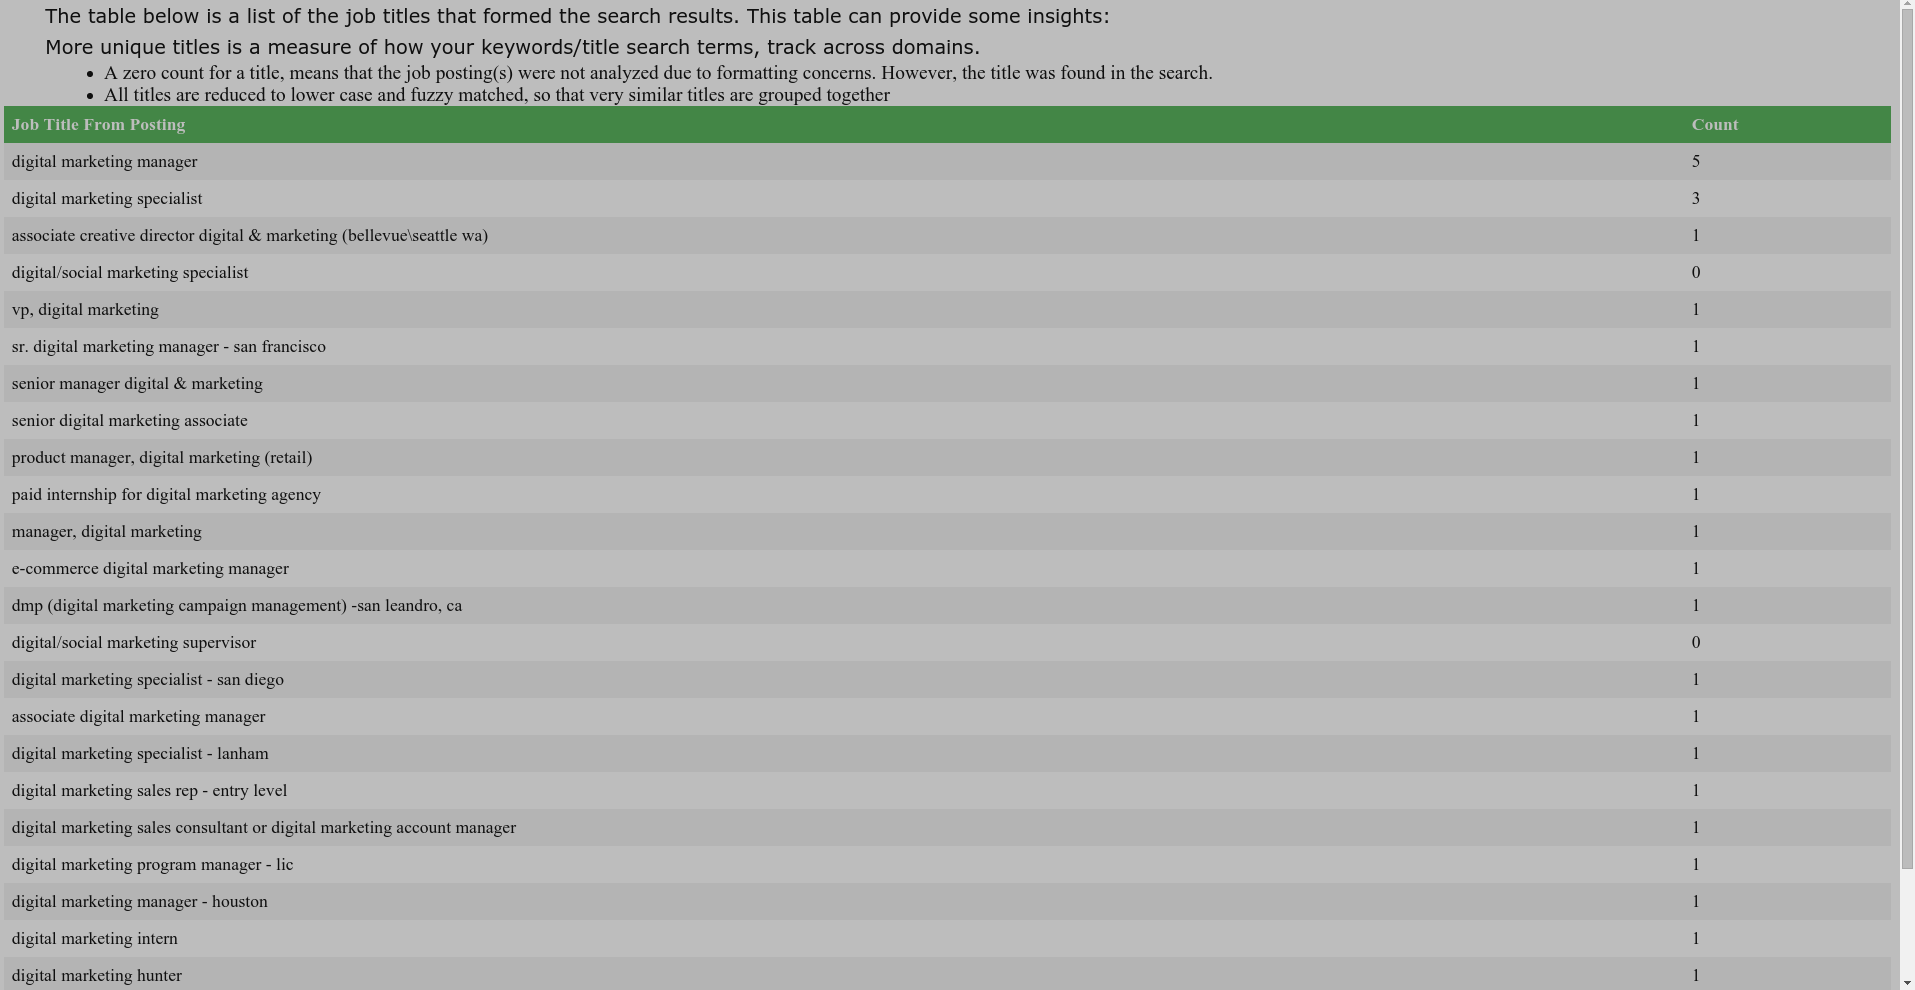 The table below is a list of the job titles that formed the search results. This table can provide some insights:
More unique titles is a measure of how your keywords/title search terms, track across domains.
• A zero count for a title, means that the job posting(s) were not analyzed due to formatting concerns. However, the title was found in the search.
• All titles are reduced to lower case and fuzzy matched, so that very similar titles are grouped together
Job Title From Posting Count
digital marketing manager 5
digital marketing specialist 3
associate creative director digital & marketing (bellevue\seattle wa) 1
digital/social marketing specialist 0
vp, digital marketing 1
sr. digital marketing manager - san francisco 1
senior manager digital & marketing 1
senior digital marketing associate 1
product manager, digital marketing (retail) 1
paid internship for digital marketing agency 1
manager, digital marketing 1
e-commerce digital marketing manager 1
dmp (digital marketing campaign management) -san leandro, ca 1
digital/social marketing supervisor 0
digital marketing specialist - san diego 1
associate digital marketing manager 1
digital marketing specialist - lanham 1
digital marketing sales rep - entry level 1
digital marketing sales consultant or digital marketing account manager 1
digital marketing program manager - lic 1
digital marketing manager - houston 1
digital marketing intern 1
digital marketing hunter 1